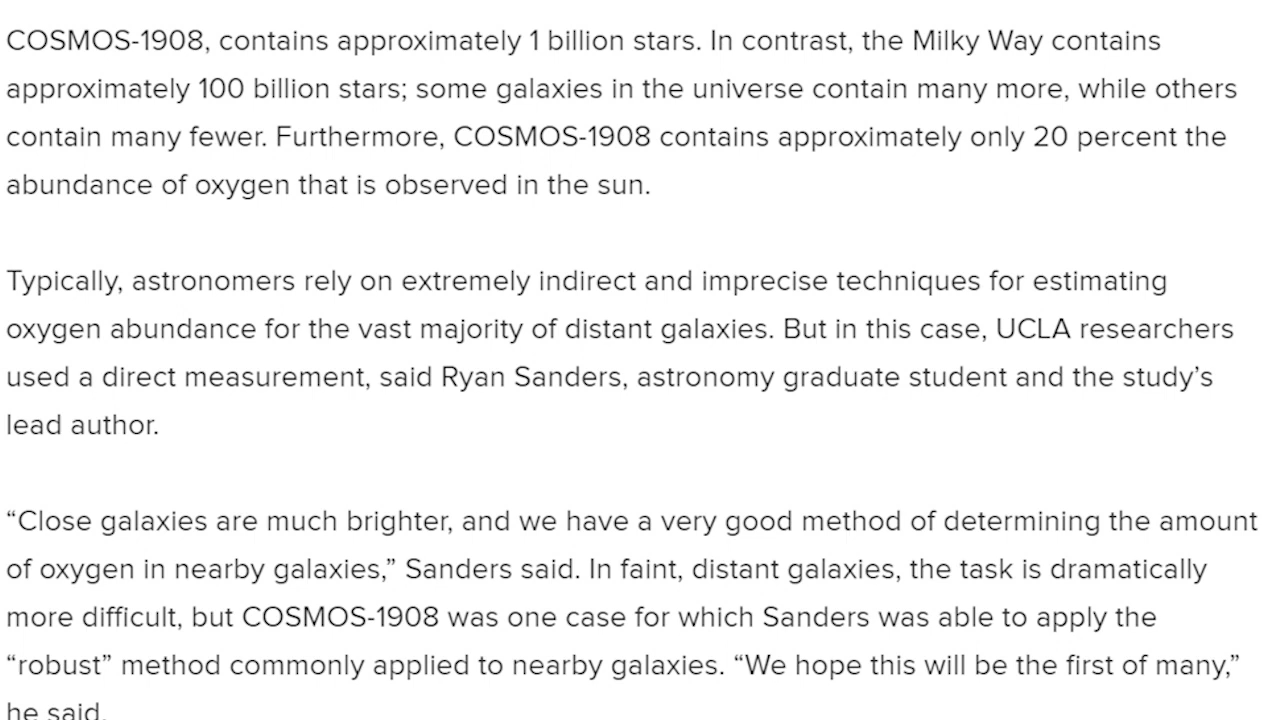 COSMOS-1908, contains approximately 1 billion stars. In contrast, the Milky Way contains
approximately 100 billion stars; some galaxies in the universe contain many more, while others
contain many fewer. Furthermore, COSMOS-1908 contains approximately only 20 percent the
abundance of oxygen that is observed in the sun.
Typically, astronomers rely on extremely indirect and imprecise techniques for estimating
oxygen abundance for the vast majority of distant galaxies. But in this case, UCLA researchers
used a direct measurement, said Ryan Sanders, astronomy graduate student and the study’s
lead author.
“Close galaxies are much brighter, and we have a very good method of determining the amount
of oxygen in nearby galaxies,” Sanders said. In faint, distant galaxies, the task is dramatically
more difficult, but COSMOS-1908 was one case for which Sanders was able to apply the
“robust” method commonly applied to nearby galaxies. “We hope this will be the first of many,”
he said.